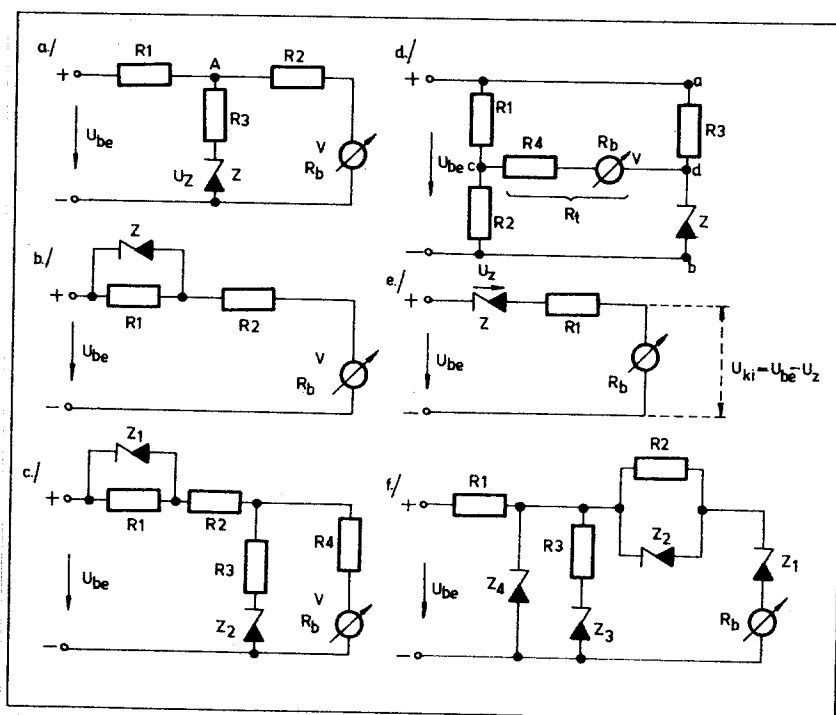 a./
R1
A
R2
+
R3
U_be
U_Z
Z
V
R_b
−
b./
Z
+
R1
R2
U_be
V
R_b
−
c./
Z1
+
R1
R2
R3
R4
U_be
Z2
V
R_b
−
d./
+
a
R1
R3
U_be
c
R4
R_b
V
d
R_t
R2
Z
−
b
e./
U_z
+
Z
R1
U_be
R_b
U_ki=U_be−U_z
−
f./
R2
+
R1
R3
Z2
Z1
U_be
Z4
Z3
R_b
−